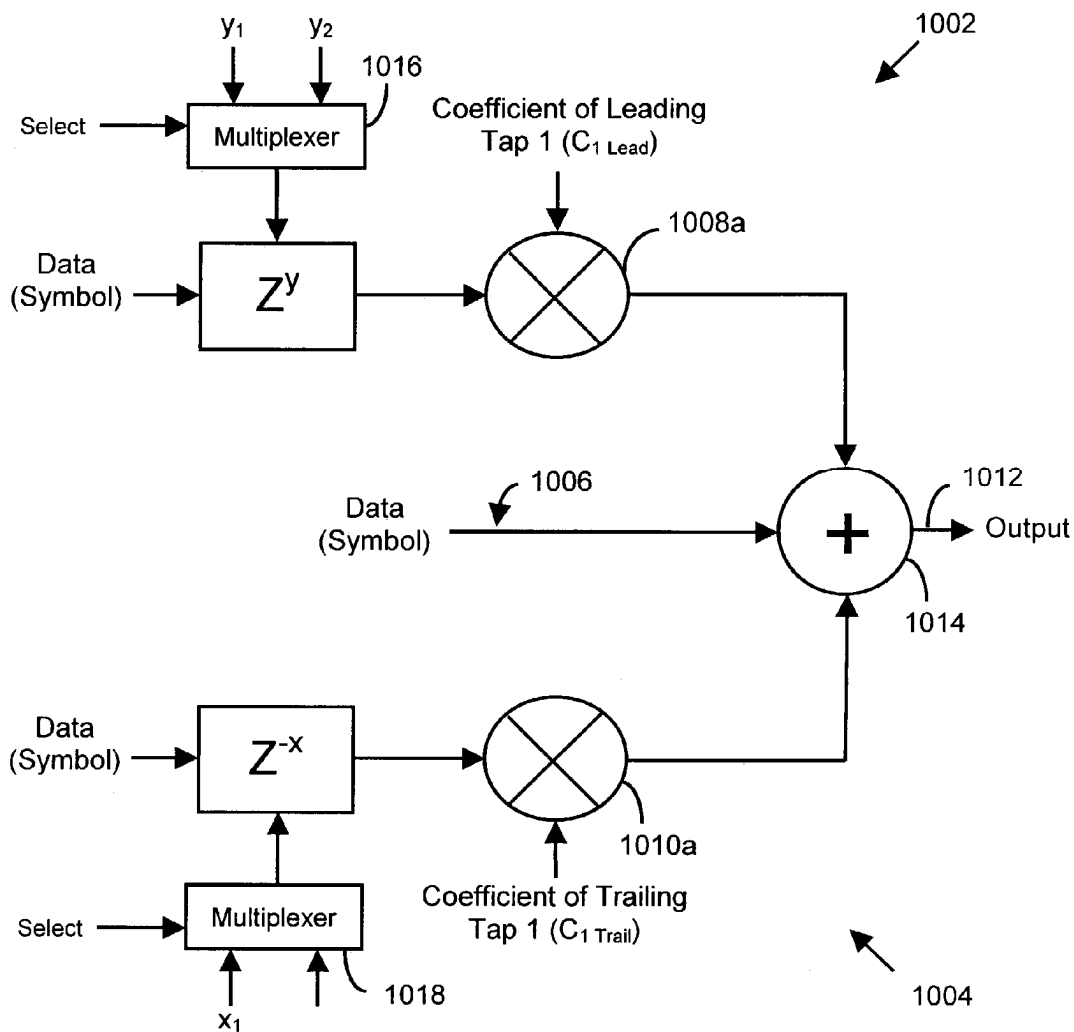 y₁ y₂
1002
1016
Select
Multiplexer
Coefficient of Leading
Tap 1 (C₁ Lead)
1008a
Data
(Symbol)
Zʸ
1006
Data
(Symbol)
+
1012
Output
1014
Data
(Symbol)
Z⁻ˣ
1010a
Coefficient of Trailing
Tap 1 (C₁ Trail)
Select
Multiplexer
1018
x₁
1004